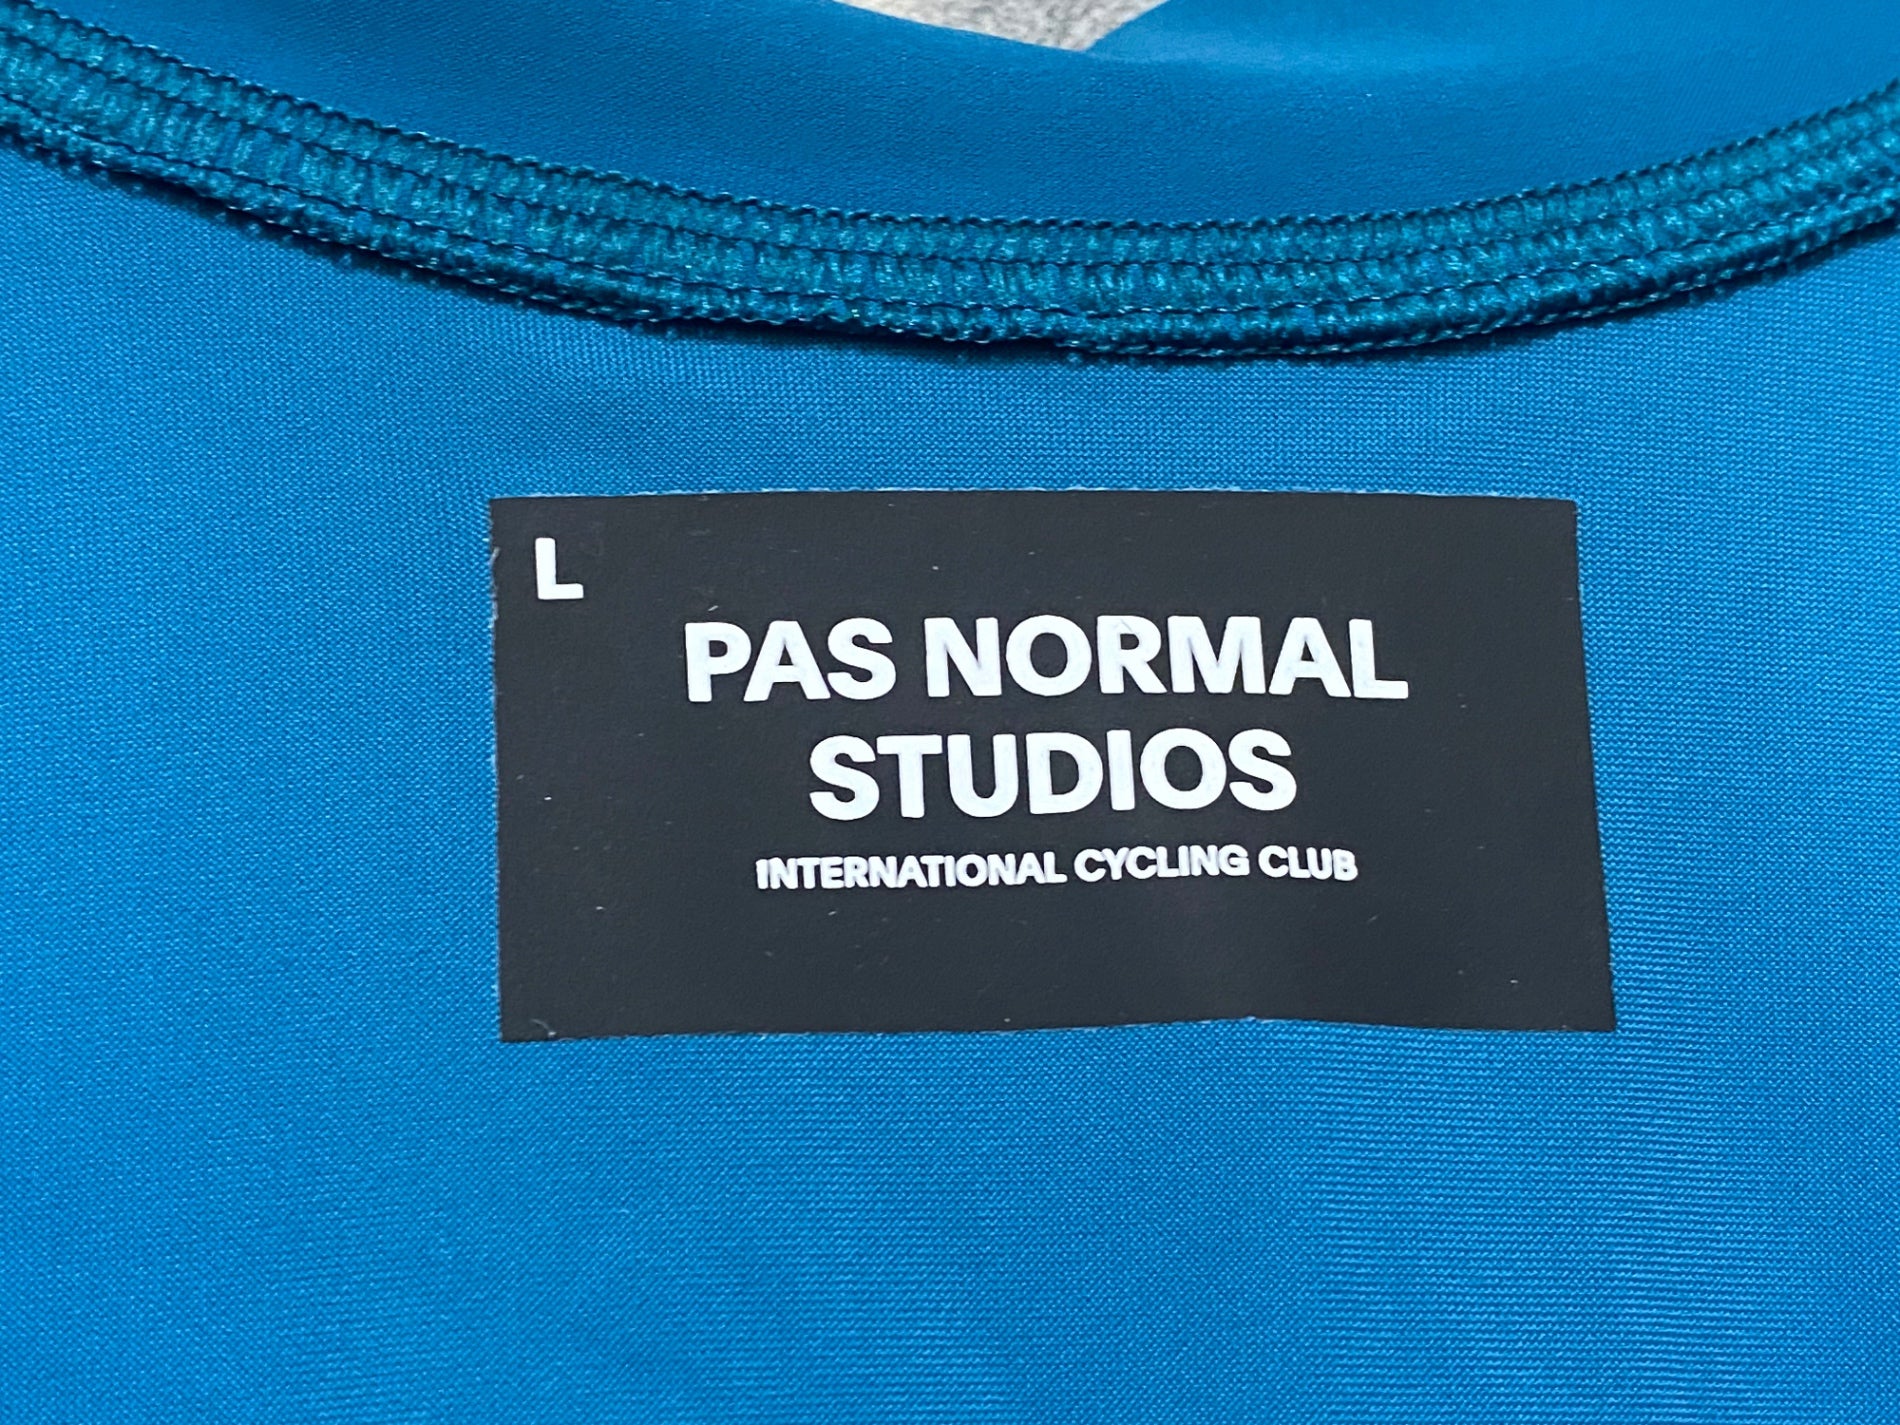 L
PAS NORMAL
STUDIOS
INTERNATIONAL CYCLING CLUB